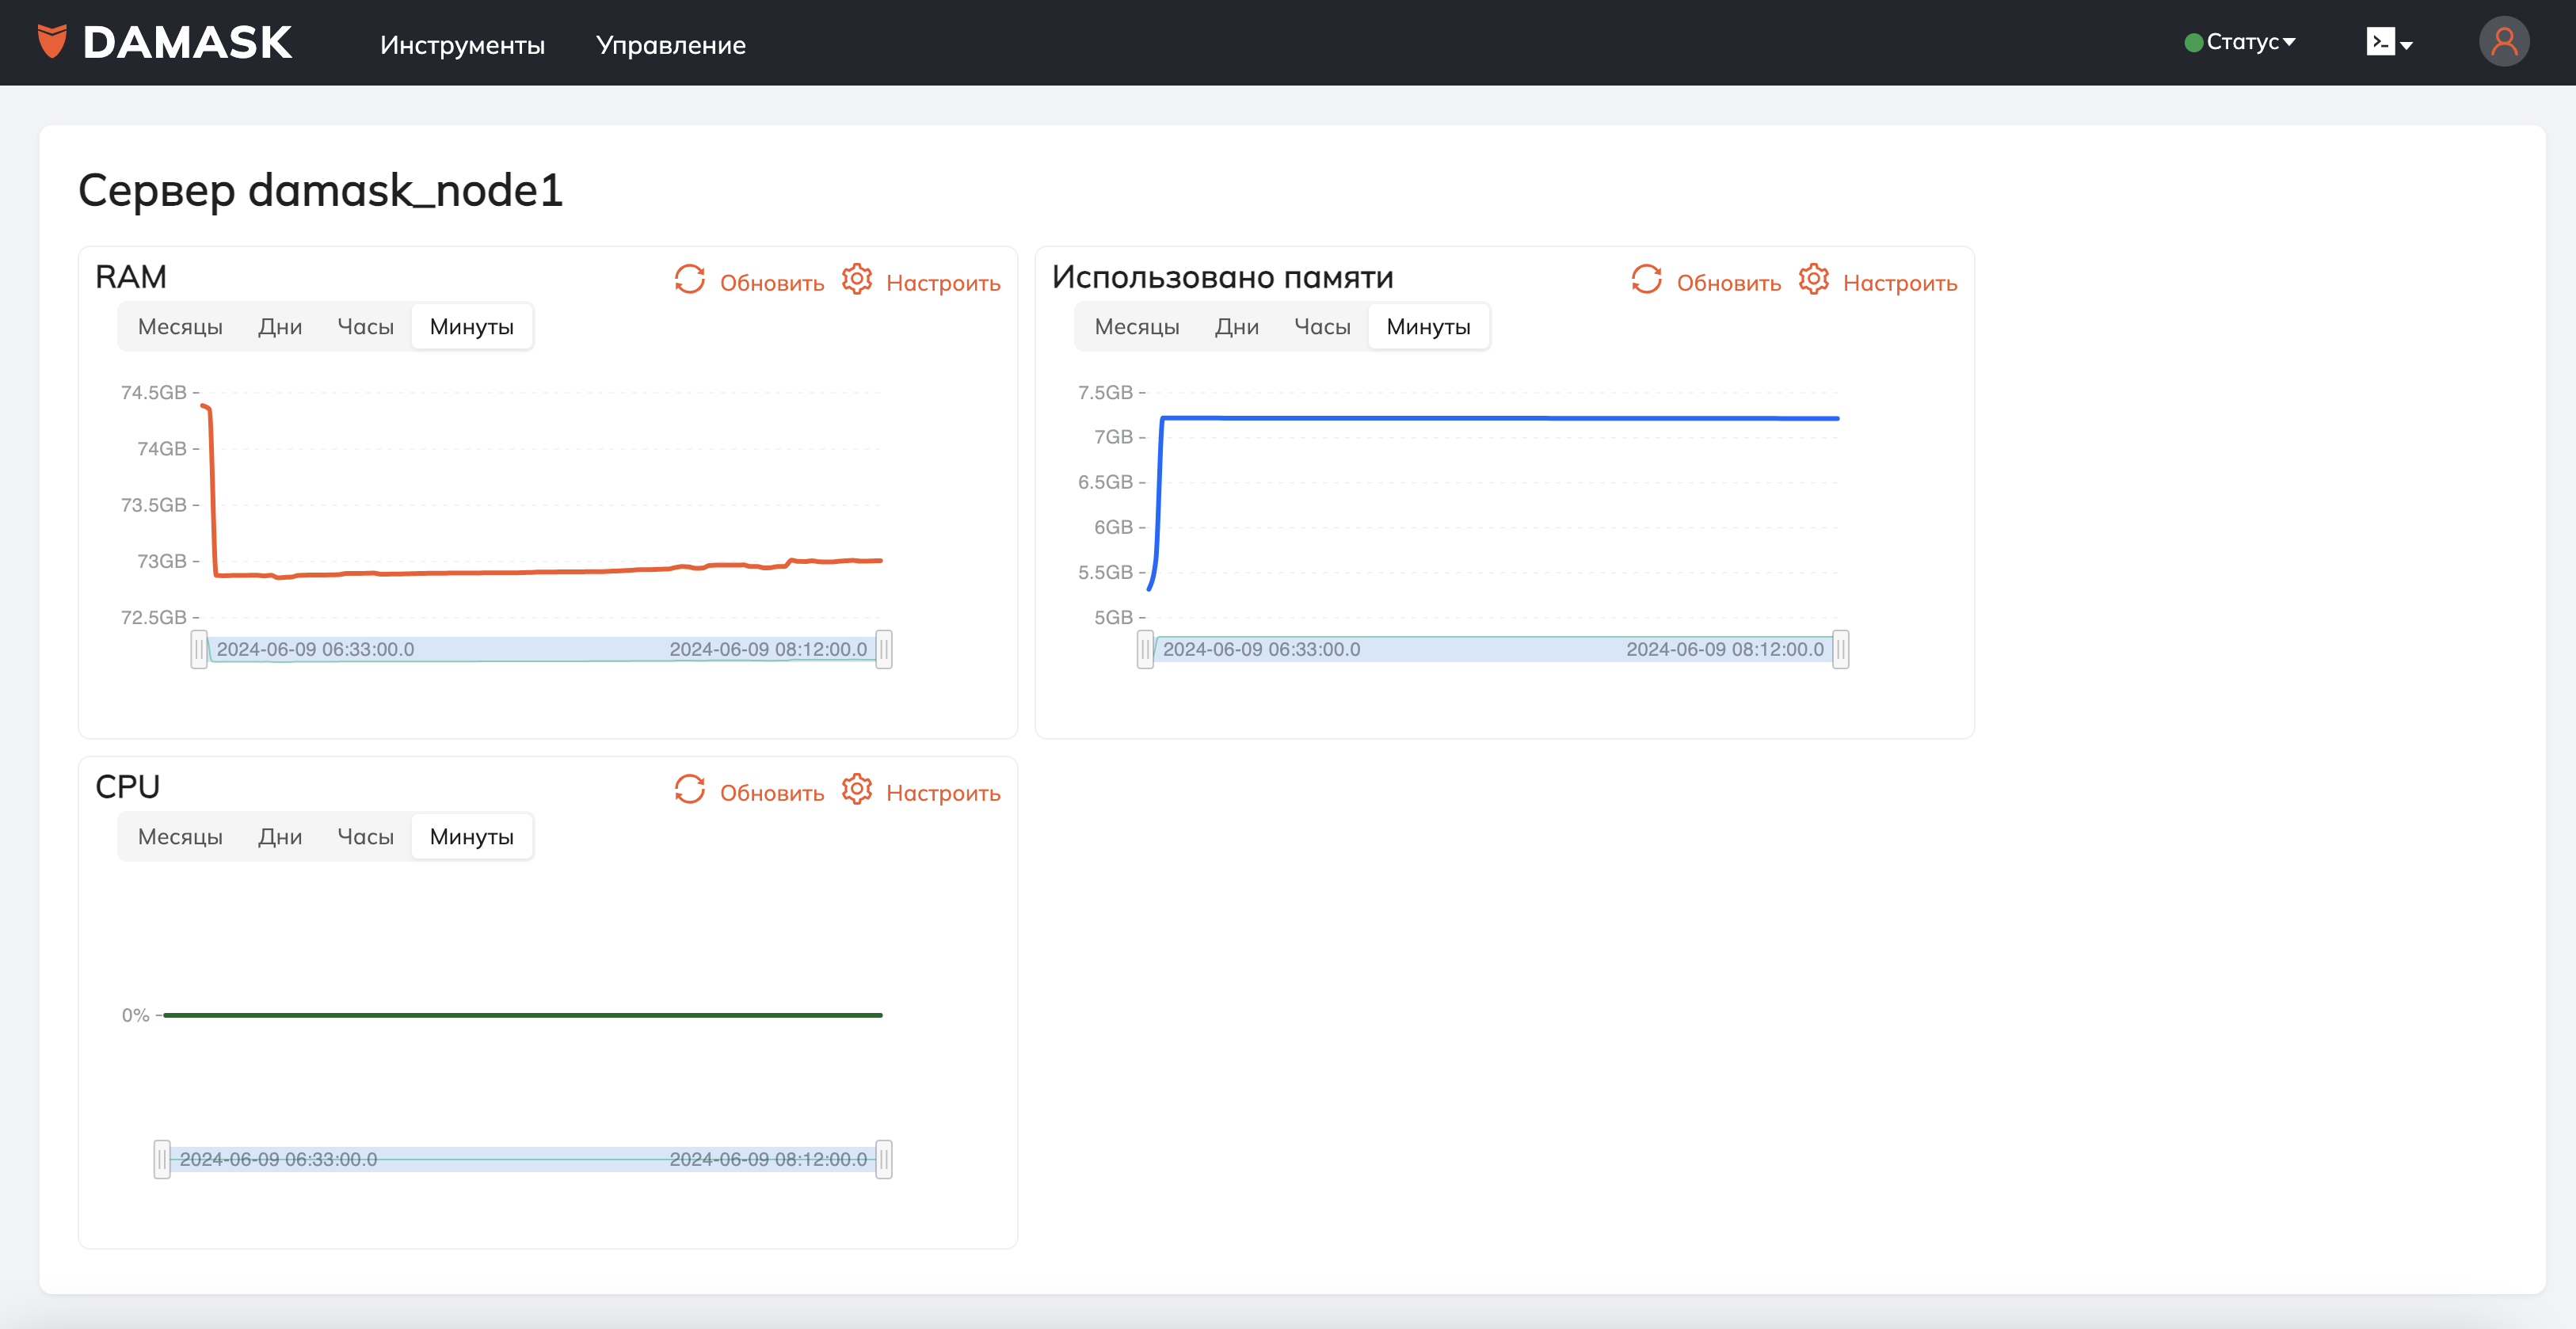 DAMASK Инструменты Управление Статус
Сервер damask_node1
RAM Обновить Настроить
Месяцы Дни Часы Минуты
74.5GB
74GB
73.5GB
73GB
72.5GB
2024-06-09 06:33:00.0 2024-06-09 08:12:00.0
Использовано памяти Обновить Настроить
Месяцы Дни Часы Минуты
7.5GB
7GB
6.5GB
6GB
5.5GB
5GB
2024-06-09 06:33:00.0 2024-06-09 08:12:00.0
CPU Обновить Настроить
Месяцы Дни Часы Минуты
0%
2024-06-09 06:33:00.0 2024-06-09 08:12:00.0